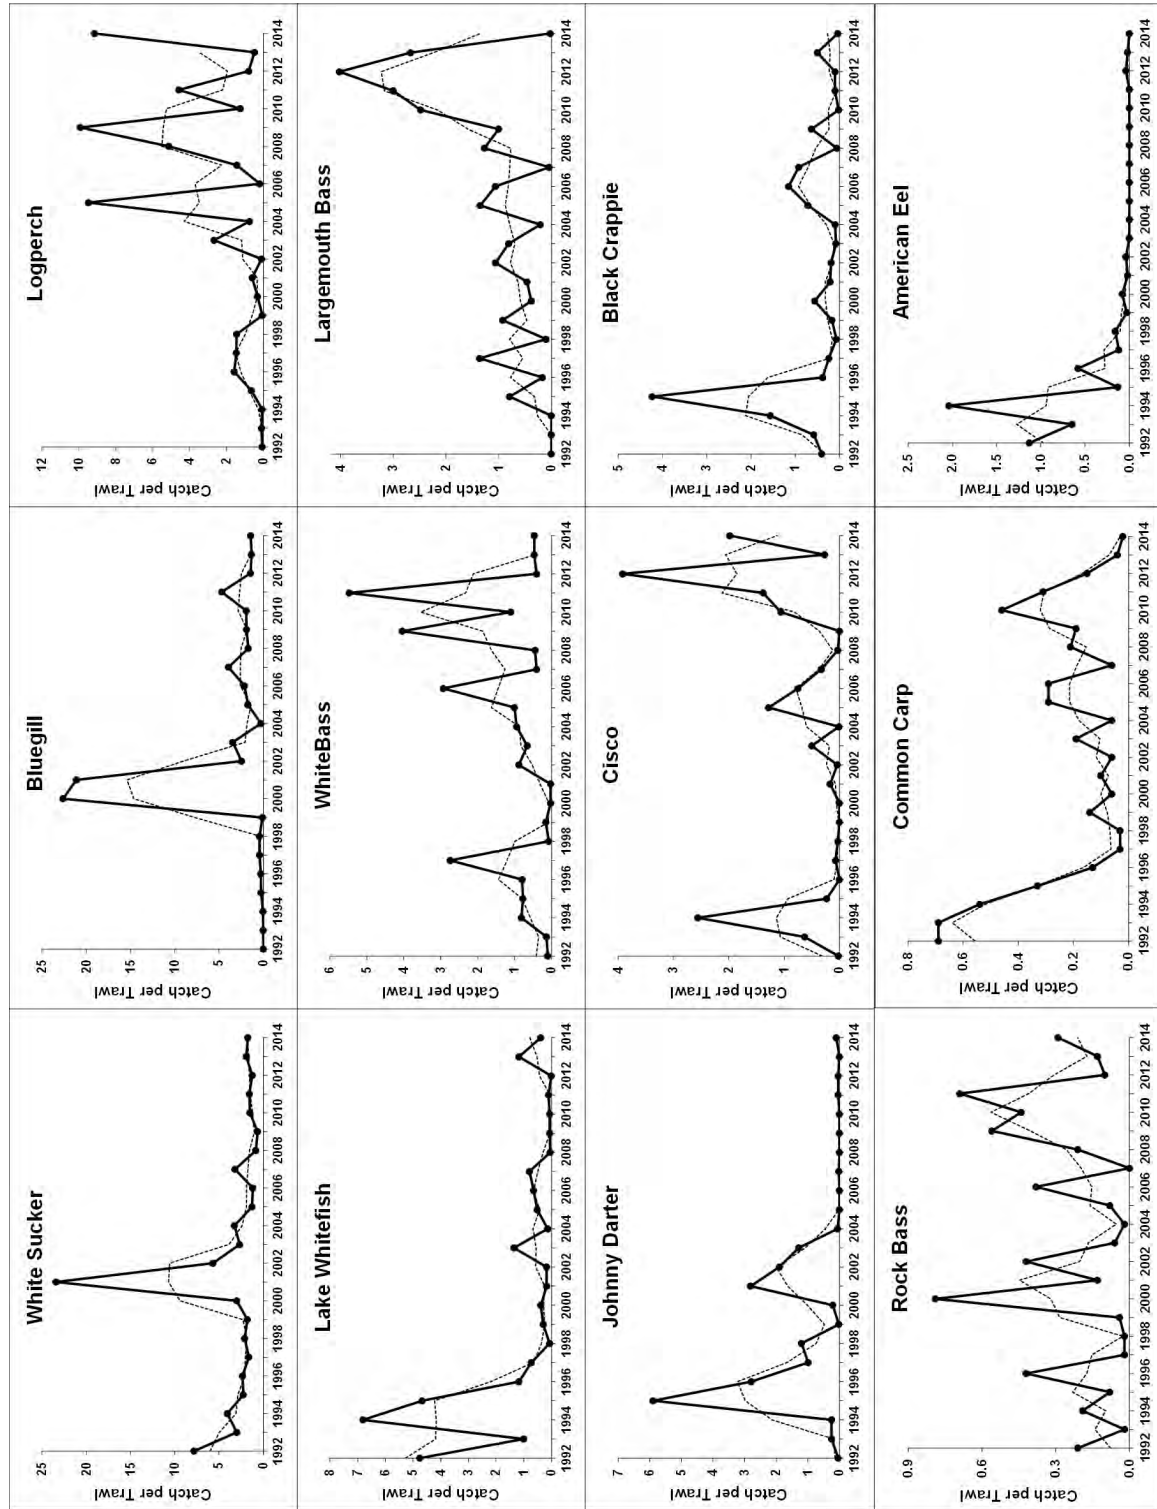 White Sucker
Catch per Trawl
25
20
15
10
5
0
1992 1994 1996 1998 2000 2002 2004 2006 2008 2010 2012 2014
Bluegill
Catch per Trawl
25
20
15
10
5
0
1992 1994 1996 1998 2000 2002 2004 2006 2008 2010 2012 2014
Logperch
Catch per Trawl
12
10
8
6
4
2
0
1992 1994 1996 1998 2000 2002 2004 2006 2008 2010 2012 2014
Lake Whitefish
Catch per Trawl
8
7
6
5
4
3
2
1
0
1992 1994 1996 1998 2000 2002 2004 2006 2008 2010 2012 2014
WhiteBass
Catch per Trawl
6
5
4
3
2
1
0
1992 1994 1996 1998 2000 2002 2004 2006 2008 2010 2012 2014
Largemouth Bass
Catch per Trawl
4
3
2
1
0
1992 1994 1996 1998 2000 2002 2004 2006 2008 2010 2012 2014
Johnny Darter
Catch per Trawl
7
6
5
4
3
2
1
0
1992 1994 1996 1998 2000 2002 2004 2006 2008 2010 2012 2014
Cisco
Catch per Trawl
4
3
2
1
0
1992 1994 1996 1998 2000 2002 2004 2006 2008 2010 2012 2014
Black Crappie
Catch per Trawl
5
4
3
2
1
0
1992 1994 1996 1998 2000 2002 2004 2006 2008 2010 2012 2014
Rock Bass
Catch per Trawl
0.9
0.6
0.3
0.0
1992 1994 1996 1998 2000 2002 2004 2006 2008 2010 2012 2014
Common Carp
Catch per Trawl
0.8
0.6
0.4
0.2
0.0
1992 1994 1996 1998 2000 2002 2004 2006 2008 2010 2012 2014
American Eel
Catch per Trawl
2.5
2.0
1.5
1.0
0.5
0.0
1992 1994 1996 1998 2000 2002 2004 2006 2008 2010 2012 2014